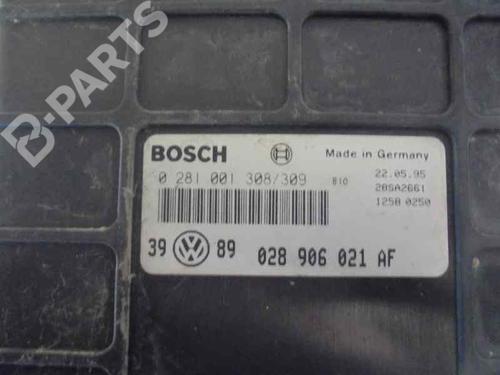 B-PARTS
BOSCH Made in Germany
0 281 001 308/309 B10 22.05.95
28SA2661
1258 0250
39 89 028 906 021 AF